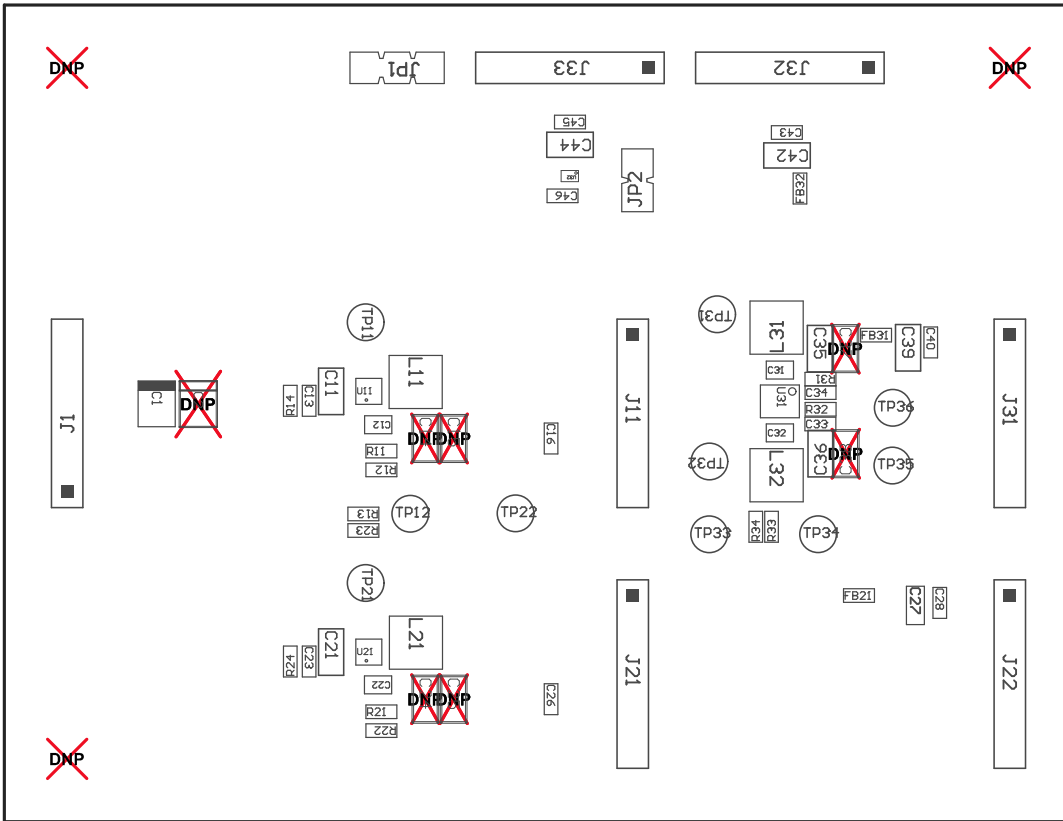 DNP
JP1
J33
J32
DNP
C45
C44
C43
C42
JP2
C46
FB32
TP11
TP31
L31
C35
DNP
FB31
C39
C40
J1
C1
DNP
R14
C13
C11
U11
L11
C12
R11
R12
DNP
DNP
C16
J11
C31
R31
U31
C34
R32
C33
C32
TP36
J31
TP32
L32
C36
DNP
TP35
R13
R23
TP12
TP22
TP33
R34
R33
TP34
TP21
FB21
C27
C28
R24
C23
C21
U21
L21
C22
R21
R22
DNP
DNP
C26
J21
J22
DNP